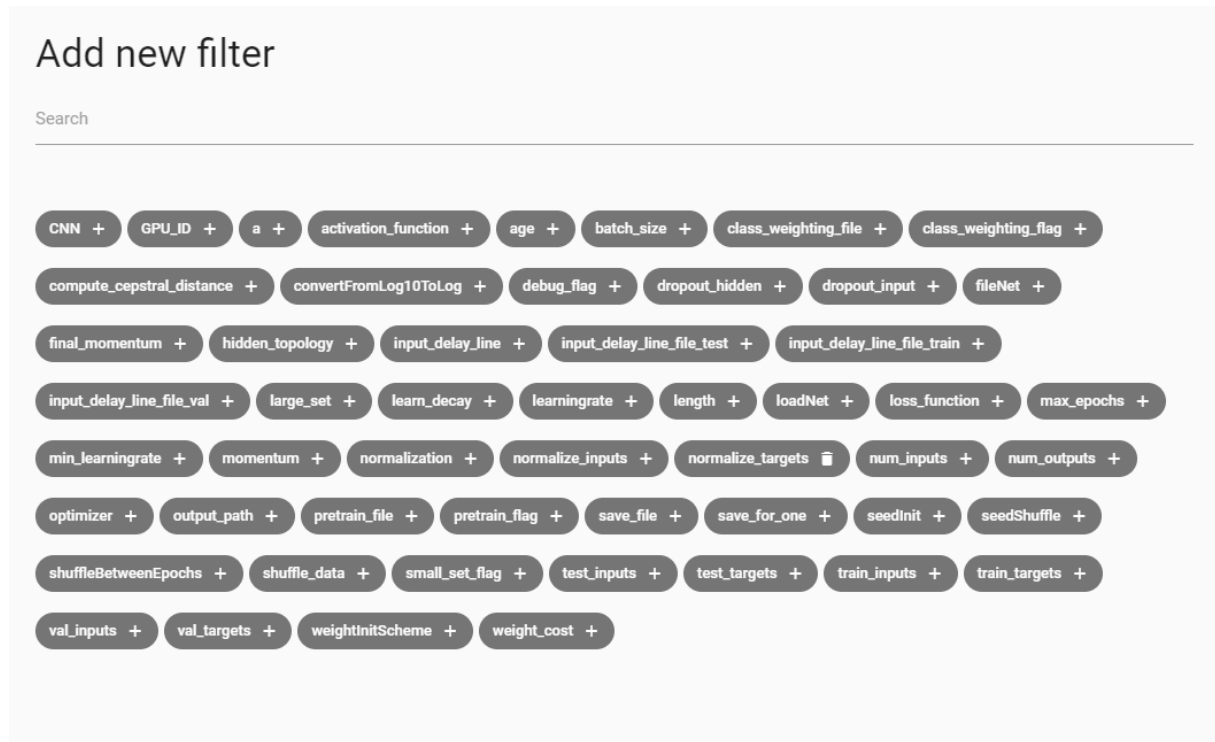 Add new filter
Search
CNN + GPU_ID + a + activation_function + age + batch_size + class_weighting_file + class_weighting_flag +
compute_cepstral_distance + convertFromLog10ToLog + debug_flag + dropout_hidden + dropout_input + fileNet +
final_momentum + hidden_topology + input_delay_line + input_delay_line_file_test + input_delay_line_file_train +
input_delay_line_file_val + large_set + learn_decay + learningrate + length + loadNet + loss_function + max_epochs +
min_learningrate + momentum + normalization + normalize_inputs + normalize_targets num_inputs + num_outputs +
optimizer + output_path + pretrain_file + pretrain_flag + save_file + save_for_one + seedInit + seedShuffle +
shuffleBetweenEpochs + shuffle_data + small_set_flag + test_inputs + test_targets + train_inputs + train_targets +
val_inputs + val_targets + weightInitScheme + weight_cost +